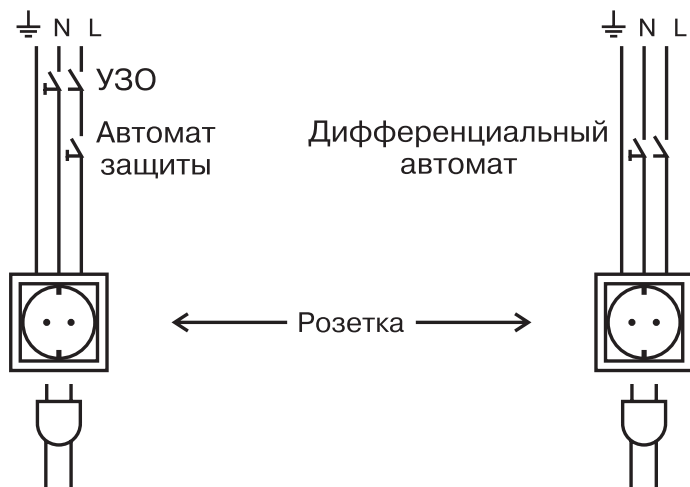 N L
УЗО
Автомат
защиты
N L
Дифференциальный
автомат
Розетка